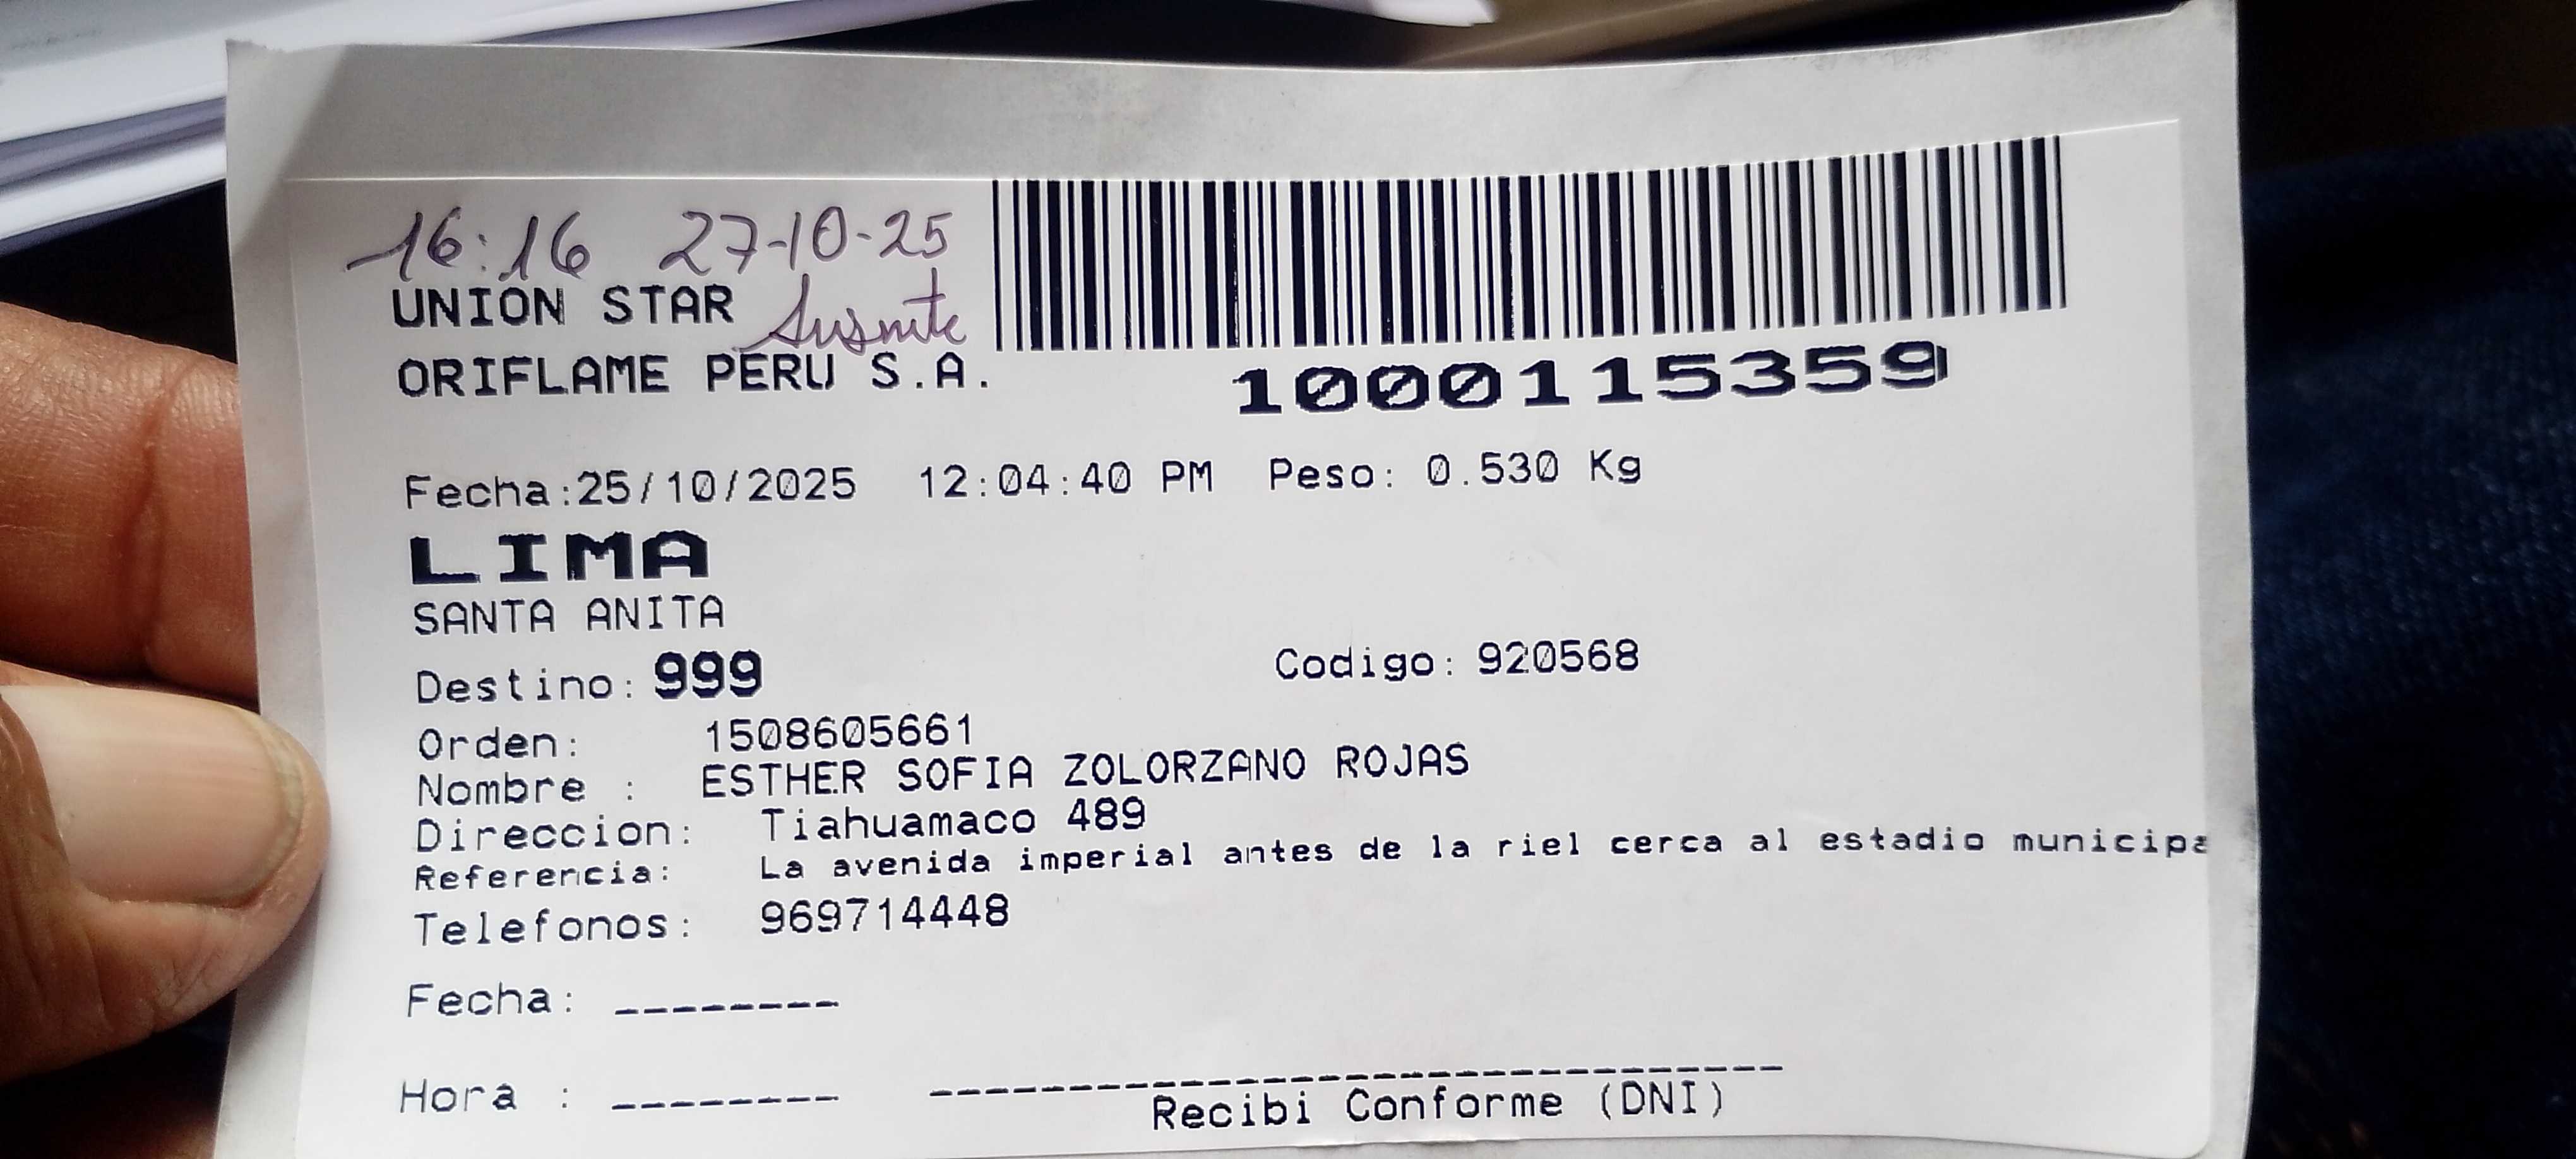 16:16 27-10-25
UNION STAR
ORIFLAME PERU S.A.
1000115359
Fecha:25/10/2025 12:04:40 PM Peso: 0.530 Kg
LIMA
SANTA ANITA
Destino: 999 Codigo: 920568
Orden: 1508605661
Nombre : ESTHER SOFIA ZOLORZANO ROJAS
Direccion: Tiahuamaco 489
Referencia: La avenida imperial antes de la riel cerca al estadio municipa
Telefonos: 969714448
Fecha: --------
Hora : --------
Recibi Conforme (DNI)